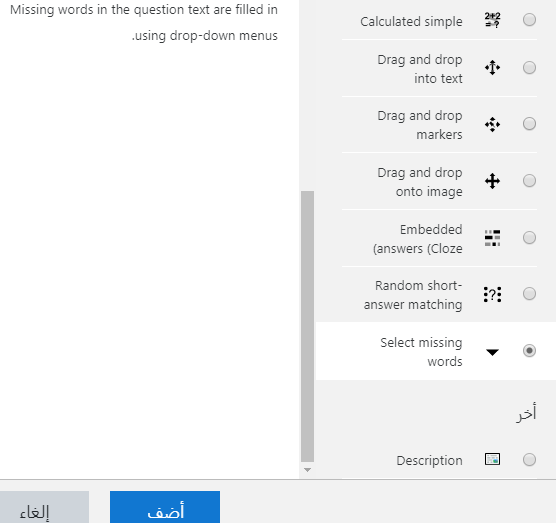 Missing words in the question text are filled in
.using drop-down menus
Calculated simple
Drag and drop
into text
Drag and drop
markers
Drag and drop
onto image
Embedded
(answers (Cloze
Random short-
answer matching
Select missing
words
أخر
Description
أضف
إلغاء